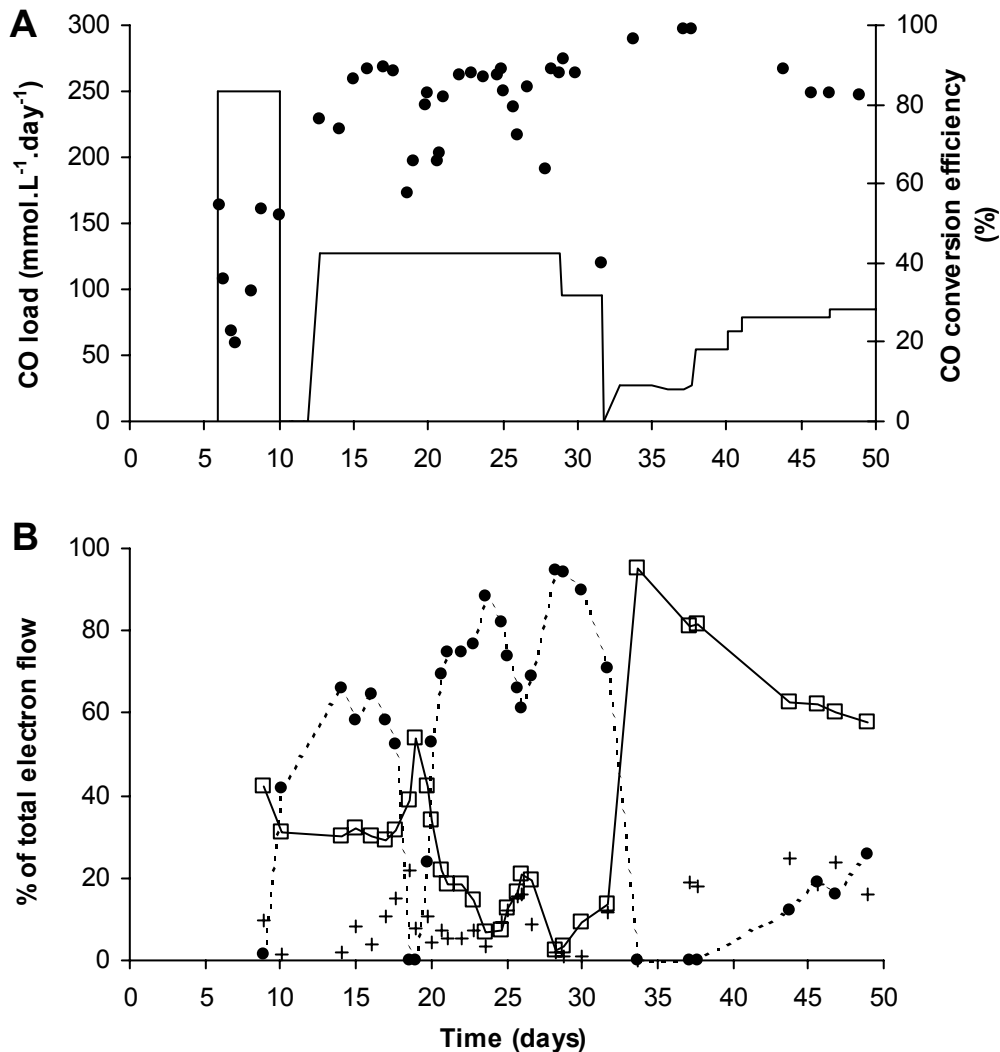 A
CO load (mmol.L⁻¹.day⁻¹)
300
250
200
150
100
50
0
CO conversion efficiency (%)
100
80
60
40
20
0
0 5 10 15 20 25 30 35 40 45 50
B
% of total electron flow
100
80
60
40
20
0
0 5 10 15 20 25 30 35 40 45 50
Time (days)